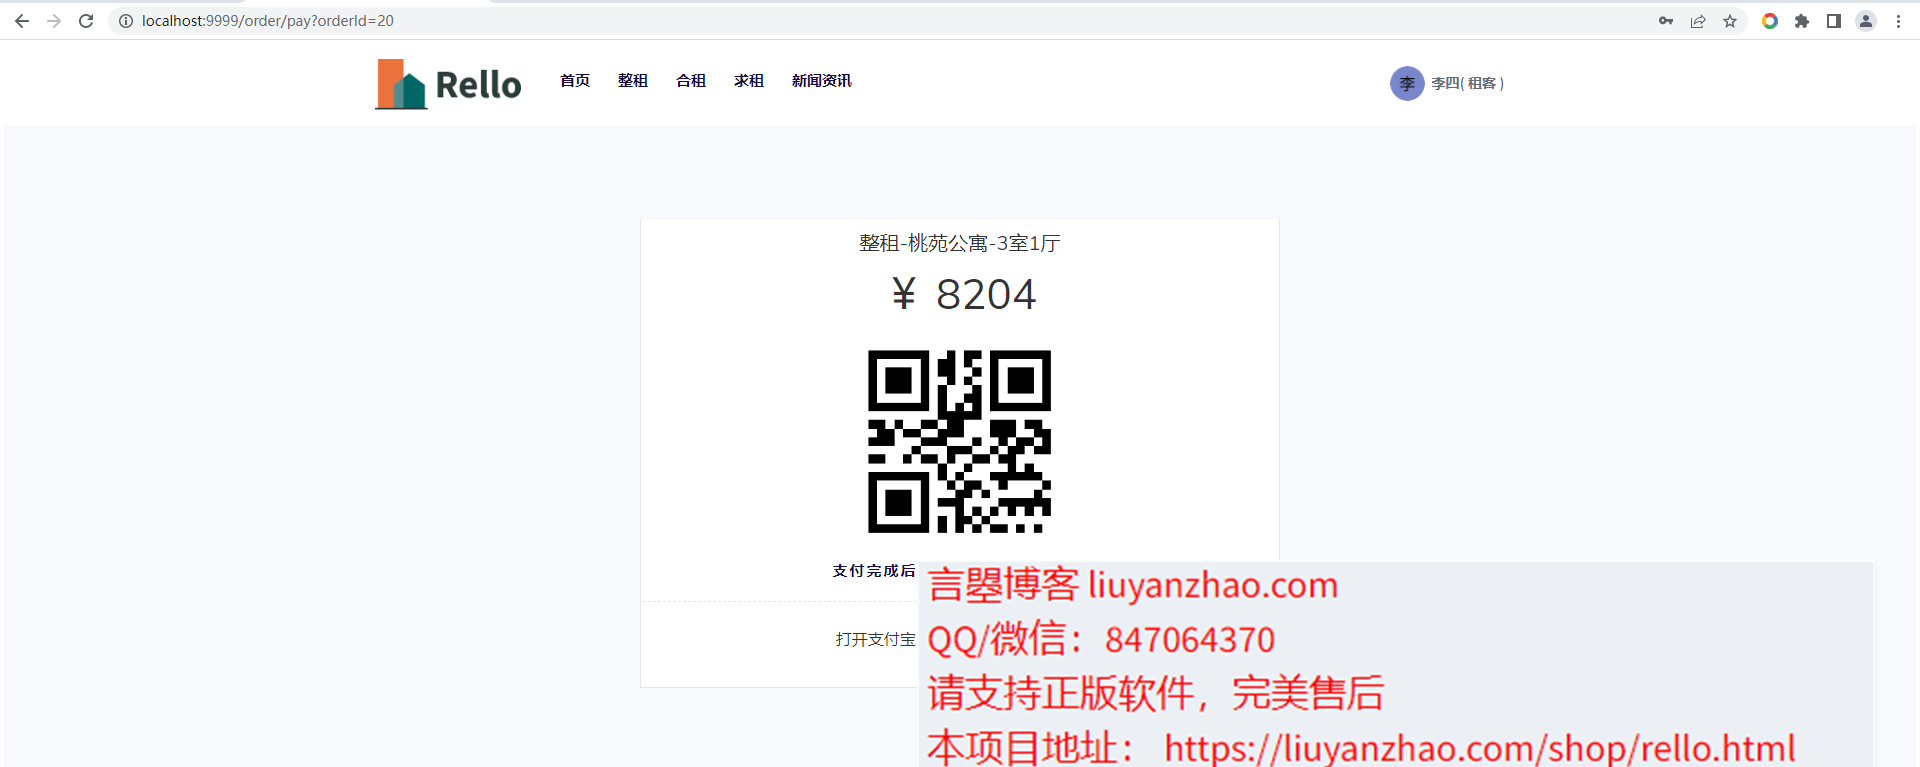 localhost:9999/order/pay?orderId=20
Rello
首页
整租
合租
求租
新闻资讯
李
李四( 租客 )
整租-桃苑公寓-3室1厅
¥ 8204
支付完成后
打开支付宝
言曌博客 liuyanzhao.com
QQ/微信：847064370
请支持正版软件，完美售后
本项目地址： https://liuyanzhao.com/shop/rello.html